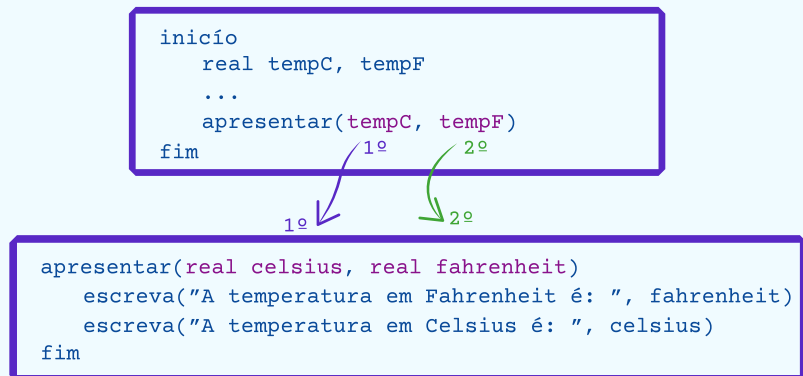 inicío
real tempC, tempF
...
apresentar(tempC, tempF)
fim
1º 2º
1º 2º
apresentar(real celsius, real fahrenheit)
escreva(”A temperatura em Fahrenheit é: ”, fahrenheit)
escreva(”A temperatura em Celsius é: ”, celsius)
fim